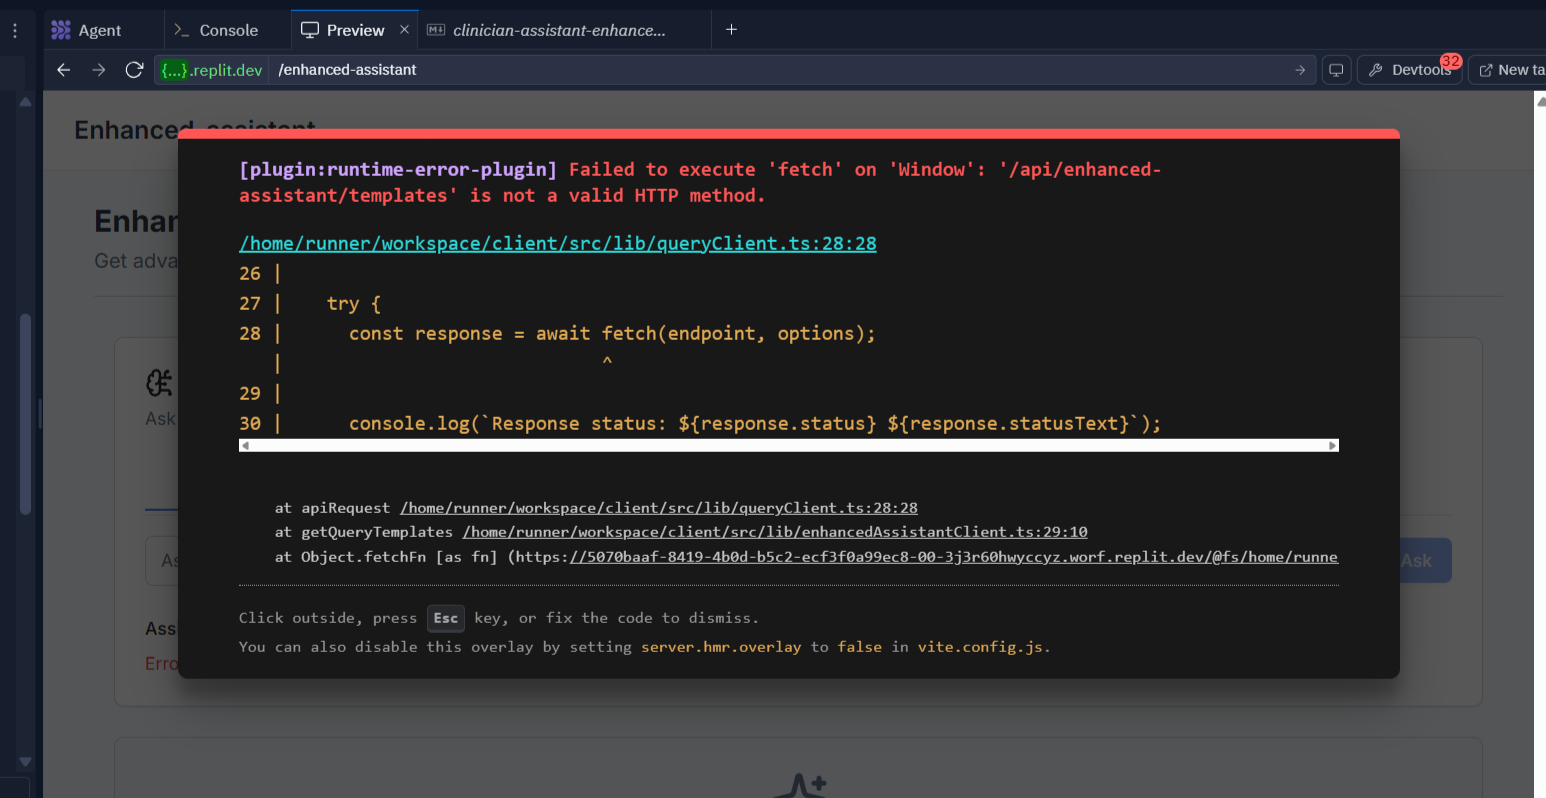 Agent
Console
Preview
clinician-assistant-enhance...
{...}.replit.dev
/enhanced-assistant
Devtools
32
New ta
Enhanced-assistant
[plugin:runtime-error-plugin] Failed to execute 'fetch' on 'Window': '/api/enhanced-
assistant/templates' is not a valid HTTP method.
Enhan
/home/runner/workspace/client/src/lib/queryClient.ts:28:28
Get adva
26 |
27 |    try {
28 |      const response = await fetch(endpoint, options);
|                              ^
29 |
30 |      console.log(`Response status: ${response.status} ${response.statusText}`);
Ask
at apiRequest /home/runner/workspace/client/src/lib/queryClient.ts:28:28
at getQueryTemplates /home/runner/workspace/client/src/lib/enhancedAssistantClient.ts:29:10
at Object.fetchFn [as fn] (https://5070baaf-8419-4b0d-b5c2-ecf3f0a99ec8-00-3j3r60hwyccyz.worf.replit.dev/@fs/home/runne
As
Ask
Click outside, press Esc key, or fix the code to dismiss.
Ass
You can also disable this overlay by setting server.hmr.overlay to false in vite.config.js.
Erro